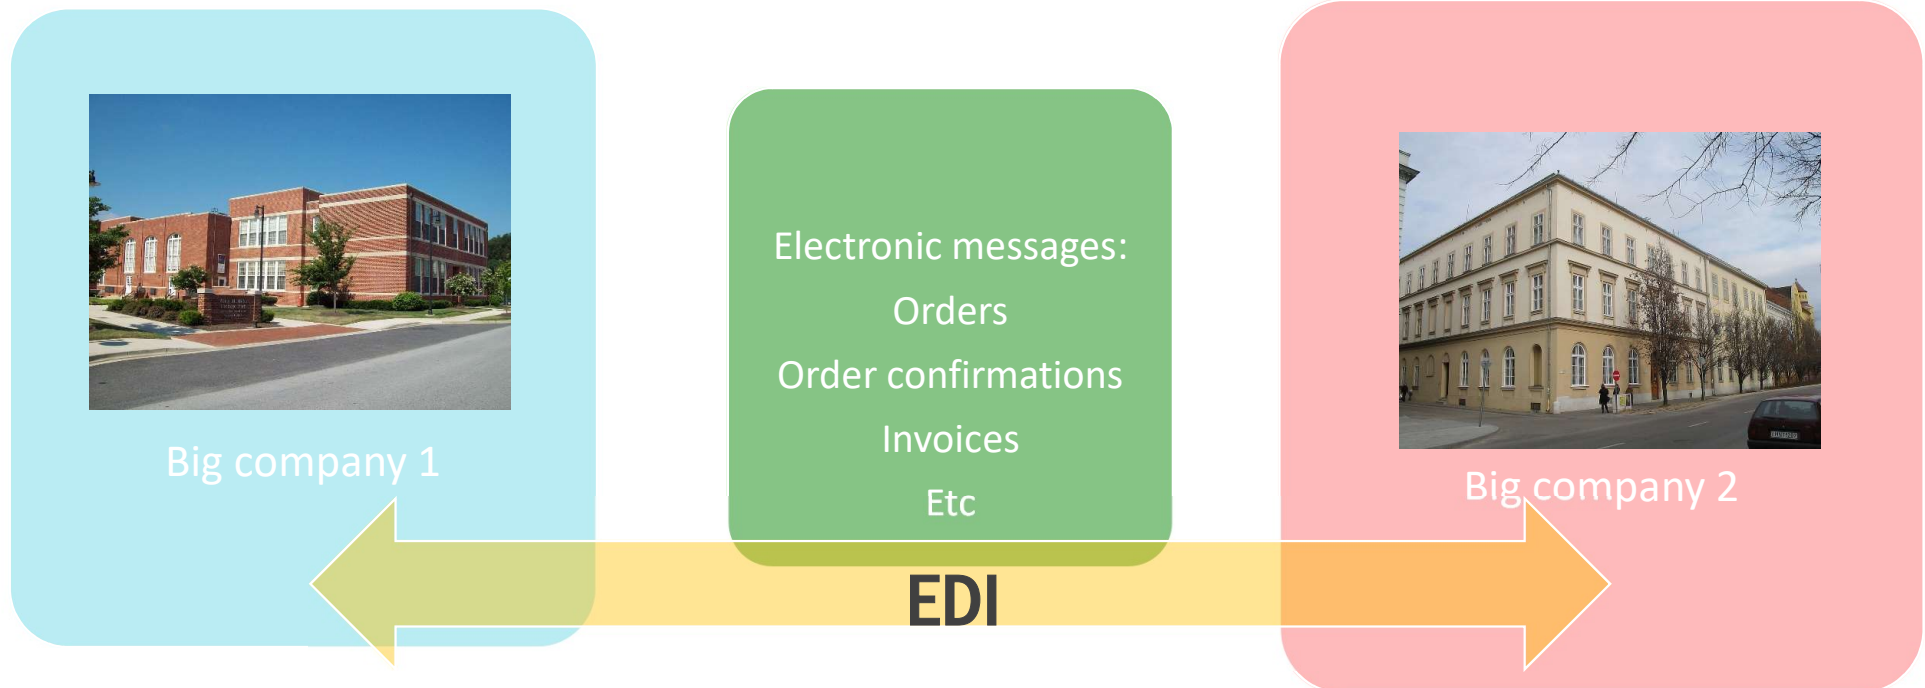 Big company 1
Electronic messages:
Orders
Order confirmations
Invoices
Etc
Big company 2
EDI